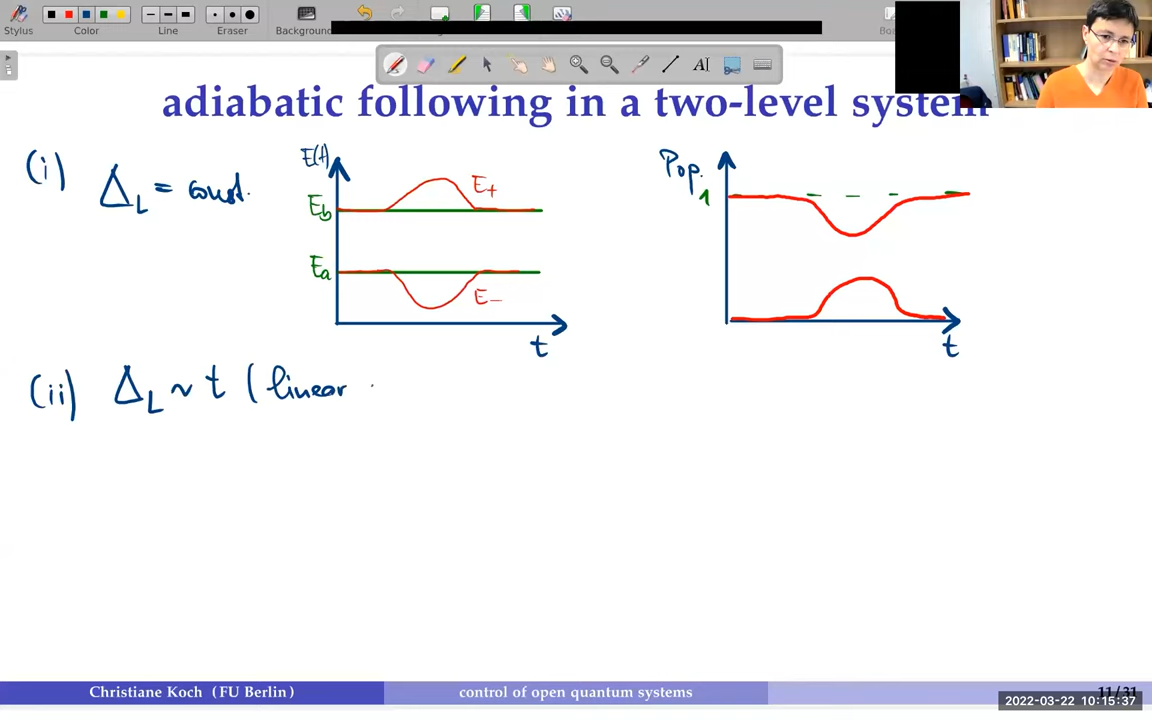 Stylus
Color
Line
Eraser
Background
adiabatic following in a two-level system
(i) Δ_L = const.
E(t)
E_b
E_+
E_a
E_-
t
Pop.
1
t
(ii) Δ_L ~ t (linear
Christiane Koch (FU Berlin)
control of open quantum systems
11/31
2022-03-22 10:15:37